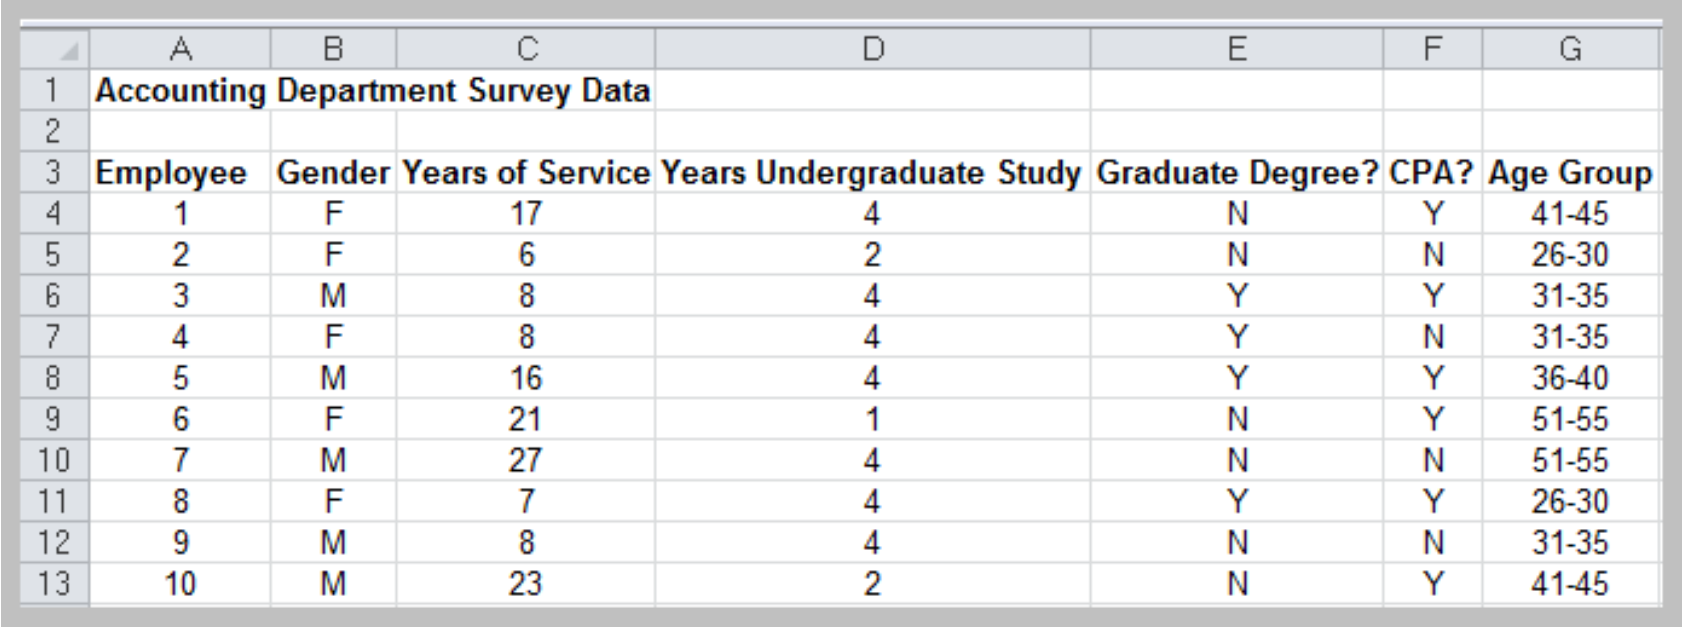 A B C D E F G
1 Accounting Department Survey Data
2
3 Employee Gender Years of Service Years Undergraduate Study Graduate Degree? CPA? Age Group
4 1 F 17 4 N Y 41-45
5 2 F 6 2 N N 26-30
6 3 M 8 4 Y Y 31-35
7 4 F 8 4 Y N 31-35
8 5 M 16 4 Y Y 36-40
9 6 F 21 1 N Y 51-55
10 7 M 27 4 N N 51-55
11 8 F 7 4 Y Y 26-30
12 9 M 8 4 N N 31-35
13 10 M 23 2 N Y 41-45